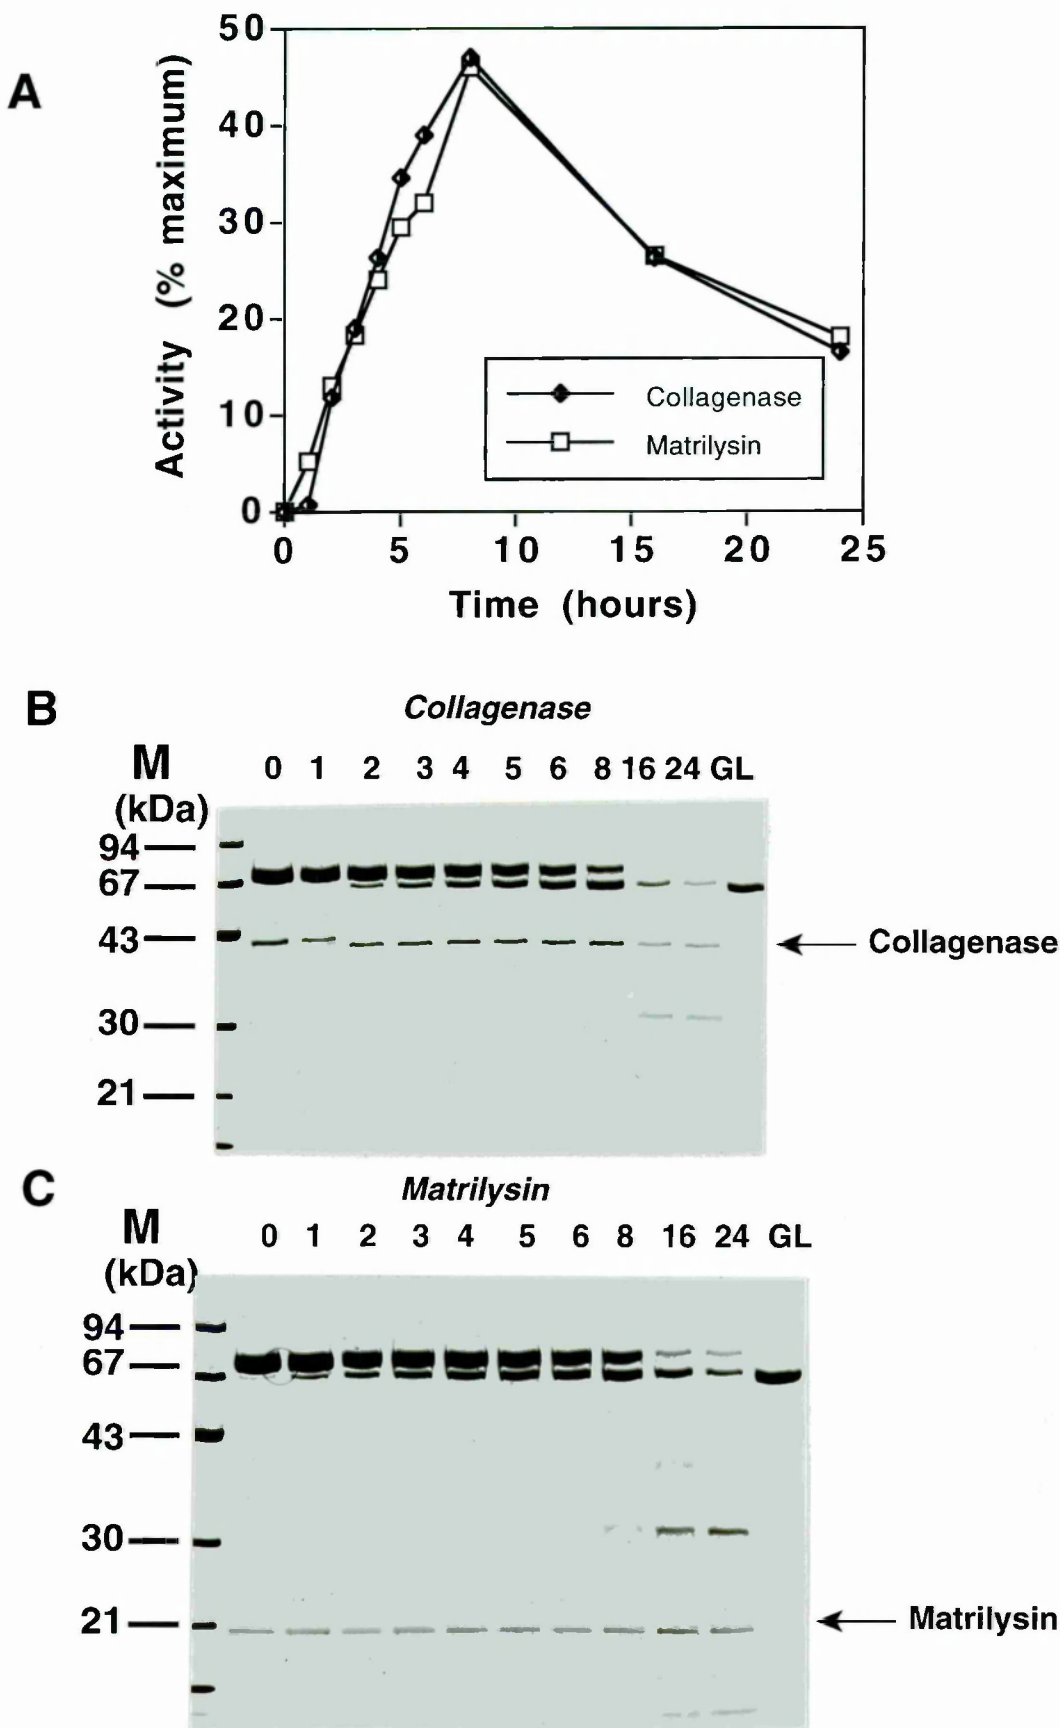 A
Activity (% maximum)
50
40
30
20
10
0
0 5 10 15 20 25
Time (hours)
Collagenase
Matrilysin
B
Collagenase
M
(kDa)
0 1 2 3 4 5 6 8 16 24 GL
94
67
43
30
21
Collagenase
C
Matrilysin
M
(kDa)
0 1 2 3 4 5 6 8 16 24 GL
94
67
43
30
21
Matrilysin